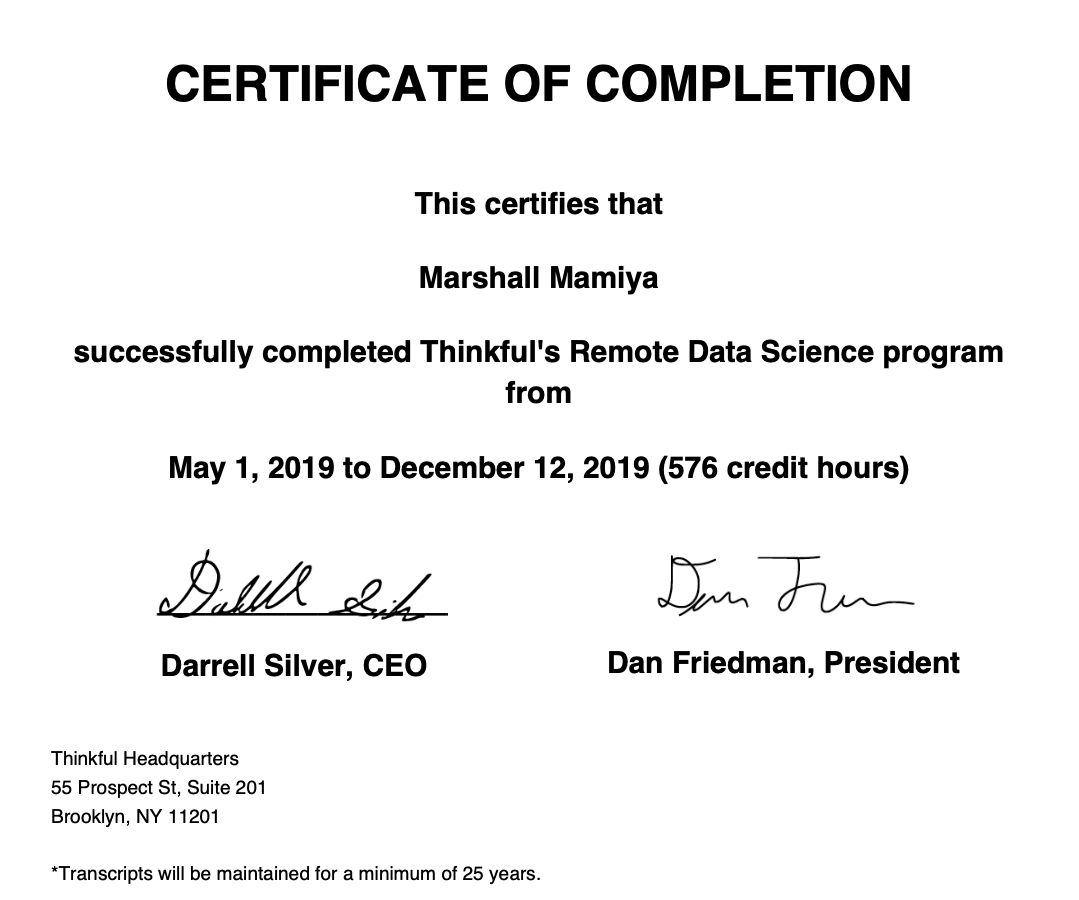 CERTIFICATE OF COMPLETION
This certifies that
Marshall Mamiya
successfully completed Thinkful's Remote Data Science program
from
May 1, 2019 to December 12, 2019 (576 credit hours)
Darrell Silver, CEO
Dan Friedman, President
Thinkful Headquarters
55 Prospect St, Suite 201
Brooklyn, NY 11201
*Transcripts will be maintained for a minimum of 25 years.